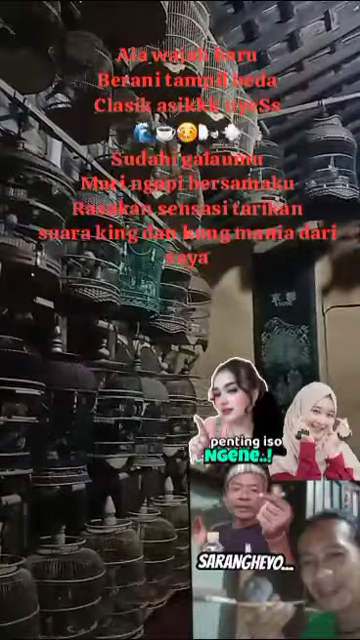 Ala wajah baru
Berani tampil beda
Clasik asikkk nyeSs
🌊☕😚🌬️💨
Sudahi galaumu
Mari ngopi bersamaku
Rasakan sensasi tarikan
suara king dan kung mania dari
saya
penting iso
NGENE..!
SARANGHEYO...